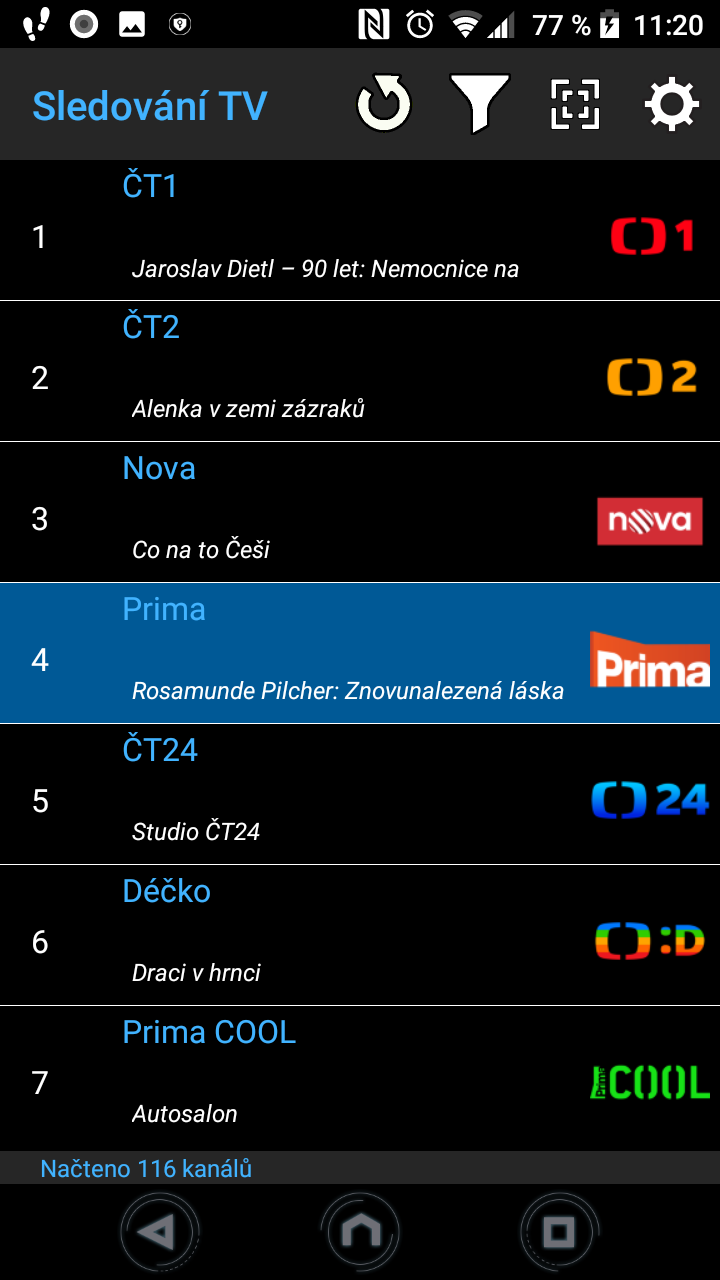 77 % 11:20
Sledování TV
ČT1
1
1
Jaroslav Dietl – 90 let: Nemocnice na
ČT2
2
2
Alenka v zemi zázraků
Nova
3
nova
Co na to Češi
Prima
4
Prima
Rosamunde Pilcher: Znovunalezená láska
ČT24
5
24
Studio ČT24
Déčko
6
:D
Draci v hrnci
Prima COOL
7
Prima COOL
Autosalon
Načteno 116 kanálů